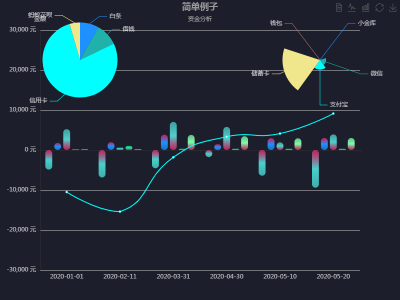 简单例子
资金分析
蚂蚁花呗
金融
白条
借钱
信用卡
钱包
小金库
储蓄卡
微信
支付宝
30,000 元
20,000 元
10,000 元
0 元
-10,000 元
-20,000 元
-30,000 元
2020-01-01
2020-02-11
2020-03-31
2020-04-30
2020-05-10
2020-05-20